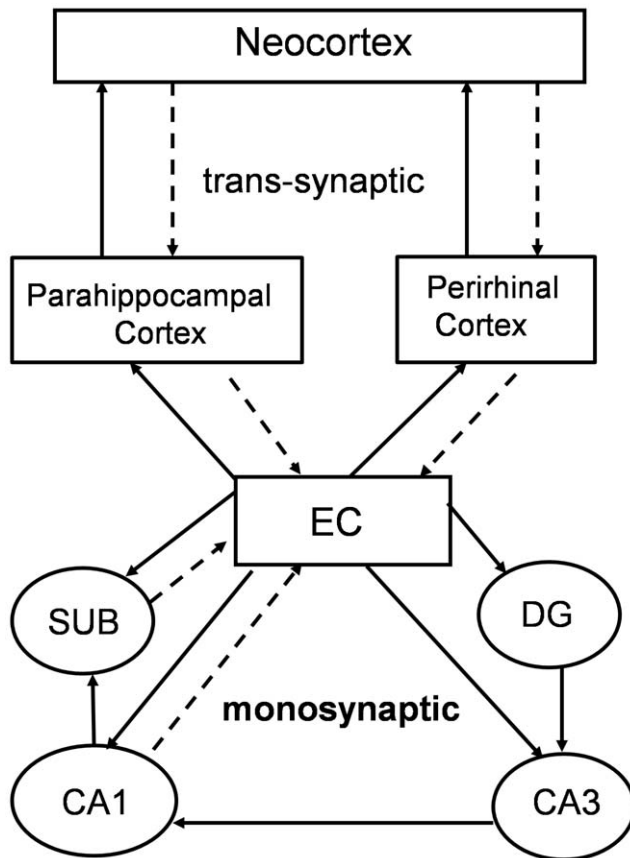 Neocortex
trans-synaptic
Parahippocampal
Cortex
Perirhinal
Cortex
EC
SUB
DG
monosynaptic
CA1
CA3